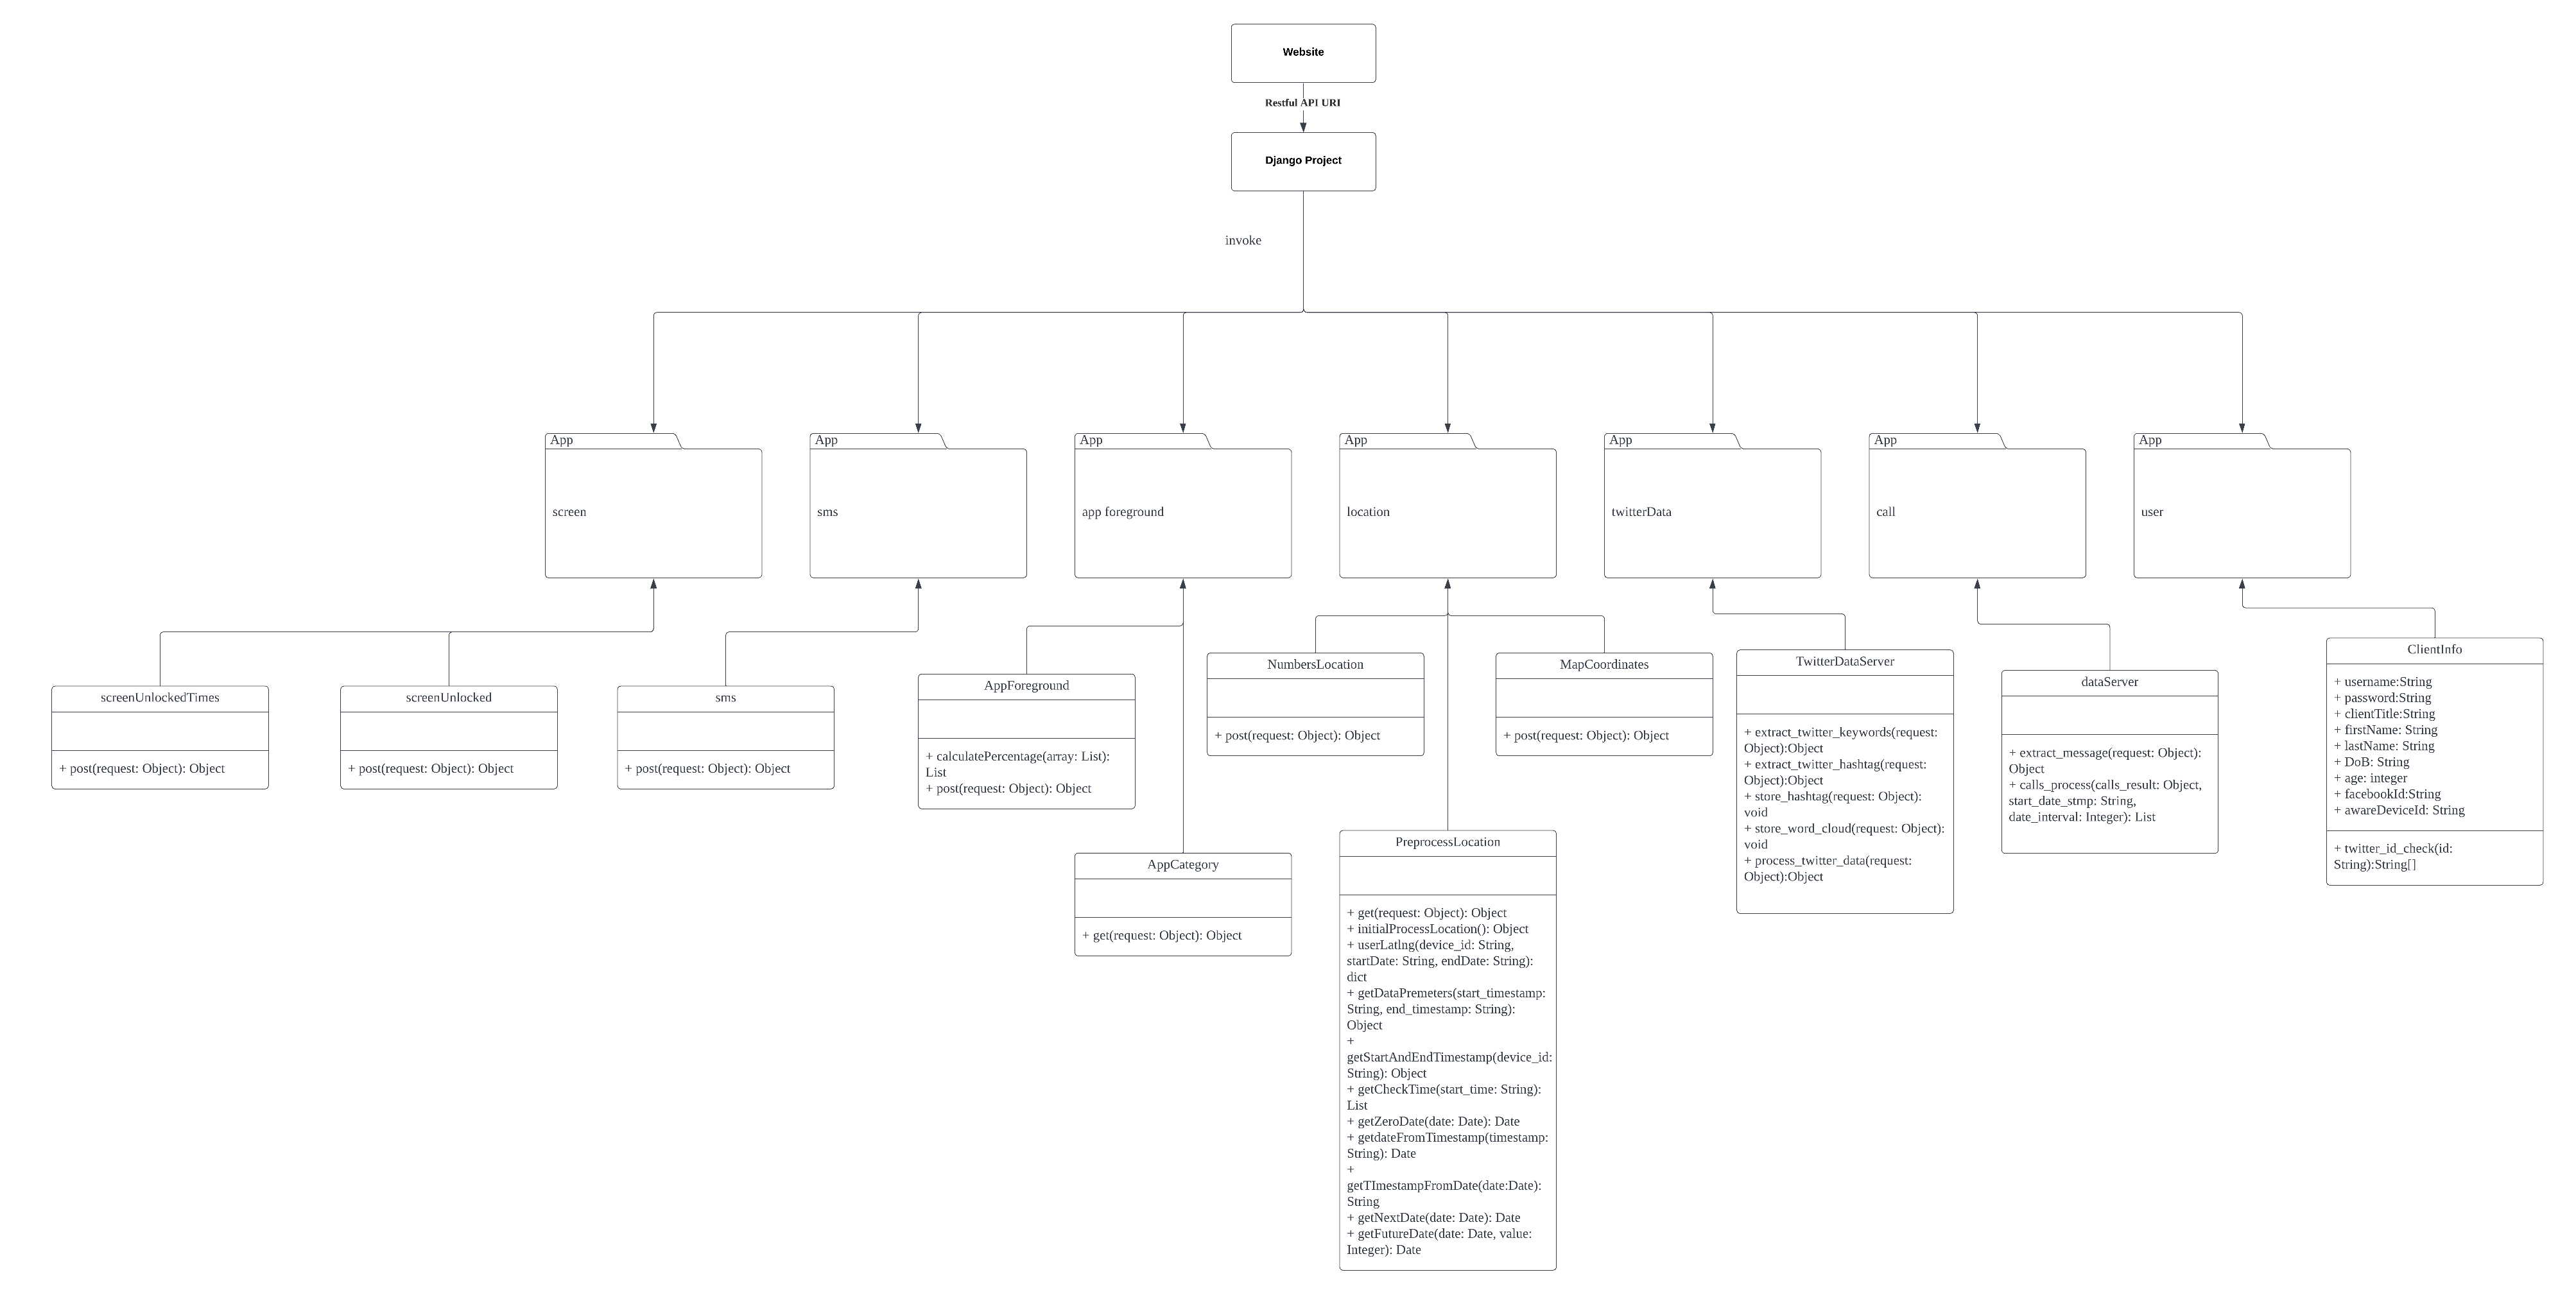 Website
Restful API URI
Django Project
invoke
App
screen
App
sms
App
app foreground
App
location
App
twitterData
App
call
App
user
screenUnlockedTimes
+ post(request: Object): Object
screenUnlocked
+ post(request: Object): Object
sms
+ post(request: Object): Object
AppForeground
+ calculatePercentage(array: List):
List
+ post(request: Object): Object
AppCategory
+ get(request: Object): Object
NumbersLocation
+ post(request: Object): Object
PreprocessLocation
+ get(request: Object): Object
+ initialProcessLocation(): Object
+ userLatlng(device_id: String,
startDate: String, endDate: String):
dict
+ getDataPremeters(start_timestamp:
String, end_timestamp: String):
Object
+
getStartAndEndTimestamp(device_id:
String): Object
+ getCheckTime(start_time: String):
List
+ getZeroDate(date: Date): Date
+ getdateFromTimestamp(timestamp:
String): Date
+
getTImestampFromDate(date:Date):
String
+ getNextDate(date: Date): Date
+ getFutureDate(date: Date, value:
Integer): Date
MapCoordinates
+ post(request: Object): Object
TwitterDataServer
+ extract_twitter_keywords(request:
Object):Object
+ extract_twitter_hashtag(request:
Object):Object
+ store_hashtag(request: Object):
void
+ store_word_cloud(request: Object):
void
+ process_twitter_data(request:
Object):Object
dataServer
+ extract_message(request: Object):
Object
+ calls_process(calls_result: Object,
start_date_stmp: String,
date_interval: Integer): List
ClientInfo
+ username:String
+ password:String
+ clientTitle:String
+ firstName: String
+ lastName: String
+ DoB: String
+ age: integer
+ facebookId:String
+ awareDeviceId: String
+ twitter_id_check(id:
String):String[]